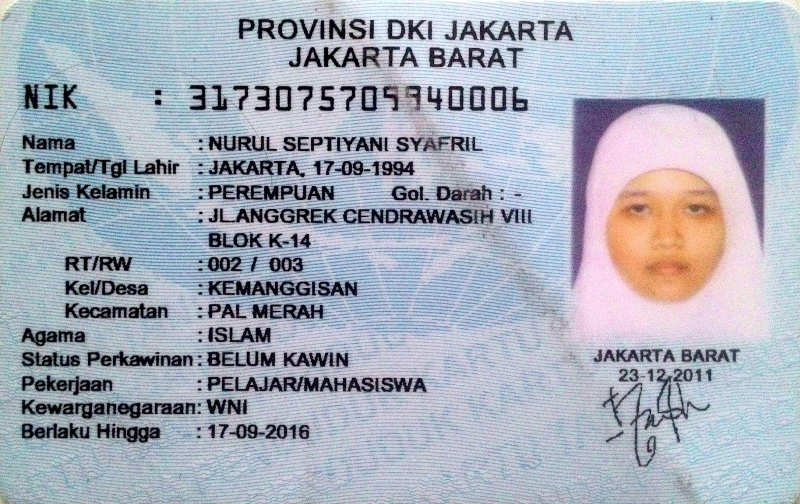 PROVINSI DKI JAKARTA
JAKARTA BARAT
NIK : 3173075709940006
Nama : NURUL SEPTIYANI SYAFRIL
Tempat/Tgl Lahir : JAKARTA, 17-09-1994
Jenis Kelamin : PEREMPUAN Gol. Darah : -
Alamat : JL.ANGGREK CENDRAWASIH VIII
BLOK K-14
RT/RW : 002 / 003
Kel/Desa : KEMANGGISAN
Kecamatan : PAL MERAH
Agama : ISLAM
Status Perkawinan : BELUM KAWIN
Pekerjaan : PELAJAR/MAHASISWA
Kewarganegaraan: WNI
Berlaku Hingga : 17-09-2016
JAKARTA BARAT
23-12-2011